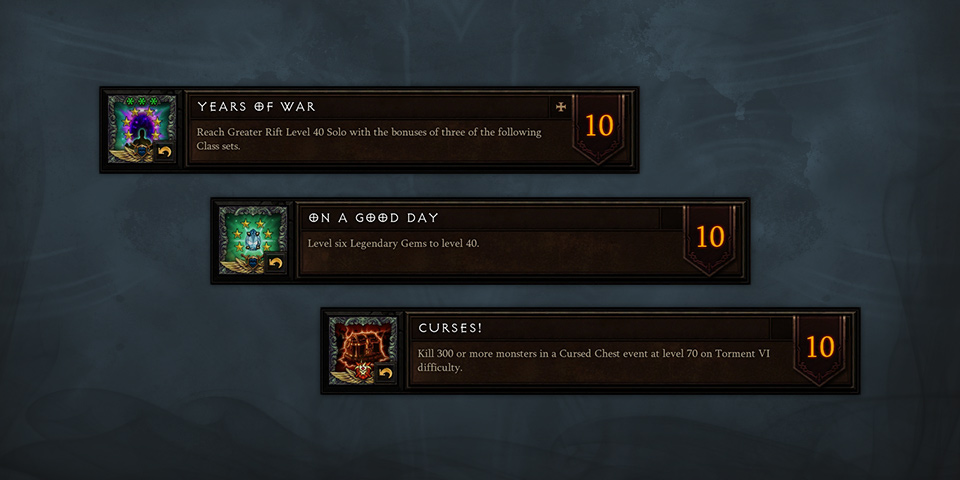 YEARS OF WAR
Reach Greater Rift Level 40 Solo with the bonuses of three of the following
Class sets.
10
ON A GOOD DAY
Level six Legendary Gems to level 40.
10
CURSES!
Kill 300 or more monsters in a Cursed Chest event at level 70 on Torment VI
difficulty.
10